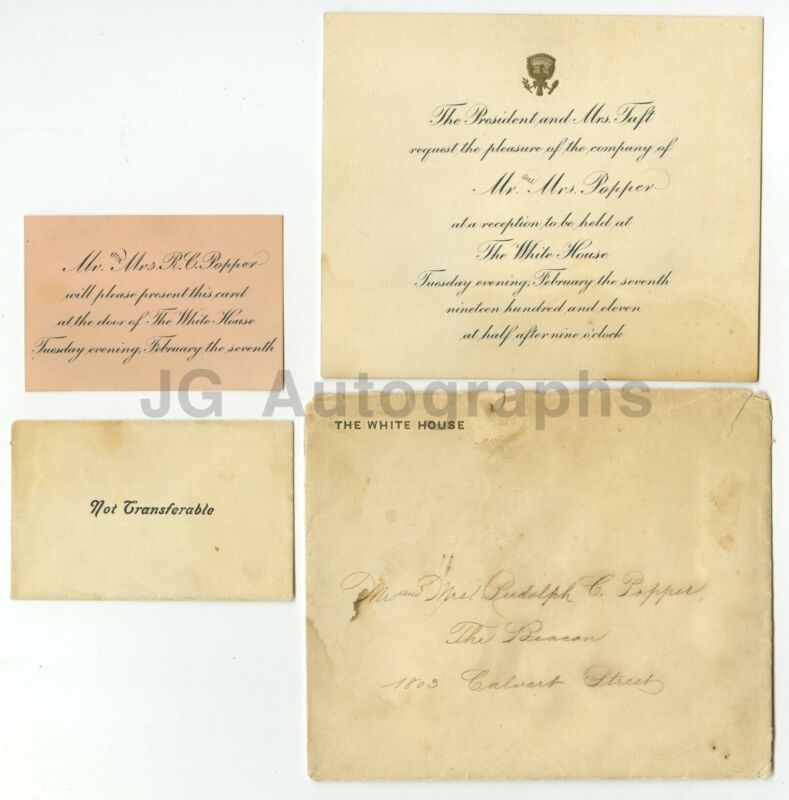 The President and Mrs. Taft
request the pleasure of the company of
Mr. and Mrs. Popper
at a reception to be held at
The White House
Tuesday evening, February the seventh
nineteen hundred and eleven
at half after nine o'clock
Mr. and Mrs R.C. Popper
will please present this card
at the door of The White House
Tuesday evening, February the seventh
JG Autographs
THE WHITE HOUSE
Not Transferable
Mr and Mrs. Rudolph C. Popper,
The Beacon
1803 Calvert Street